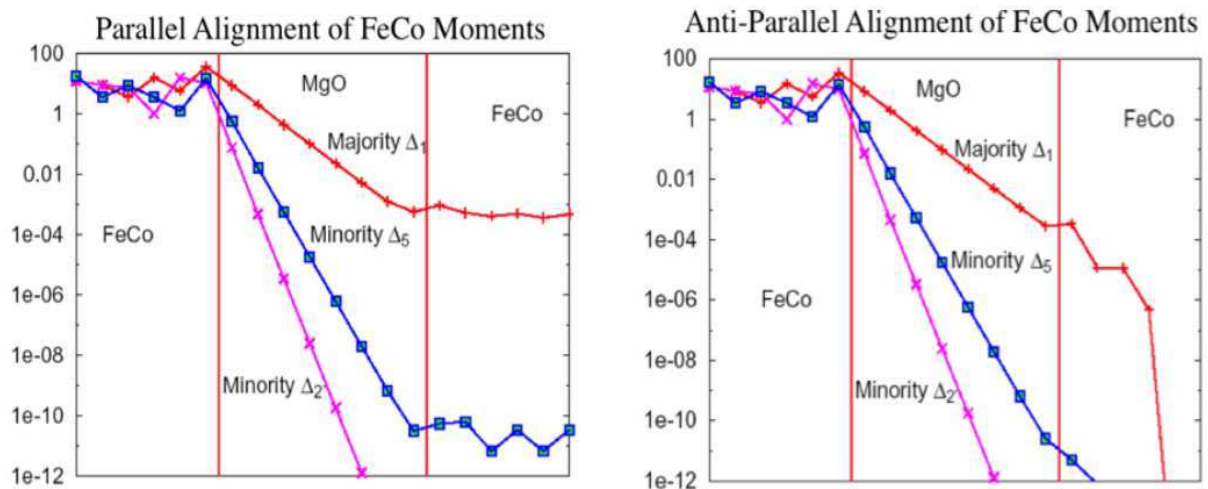 Parallel Alignment of FeCo Moments
100
1
0.01
1e-04
1e-06
1e-08
1e-10
1e-12
MgO
FeCo
Majority Δ₁
FeCo
Minority Δ₅
Minority Δ₂
Anti-Parallel Alignment of FeCo Moments
100
1
0.01
1e-04
1e-06
1e-08
1e-10
1e-12
MgO
FeCo
Majority Δ₁
Minority Δ₅
FeCo
Minority Δ₂